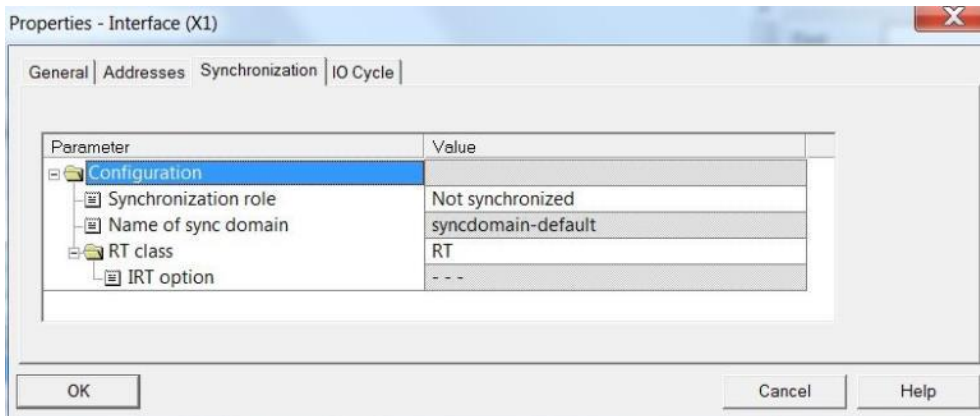 Properties - Interface (X1)
General Addresses Synchronization IO Cycle
Parameter Value
Configuration
Synchronization role Not synchronized
Name of sync domain syncdomain-default
RT class RT
IRT option - - -
OK Cancel Help